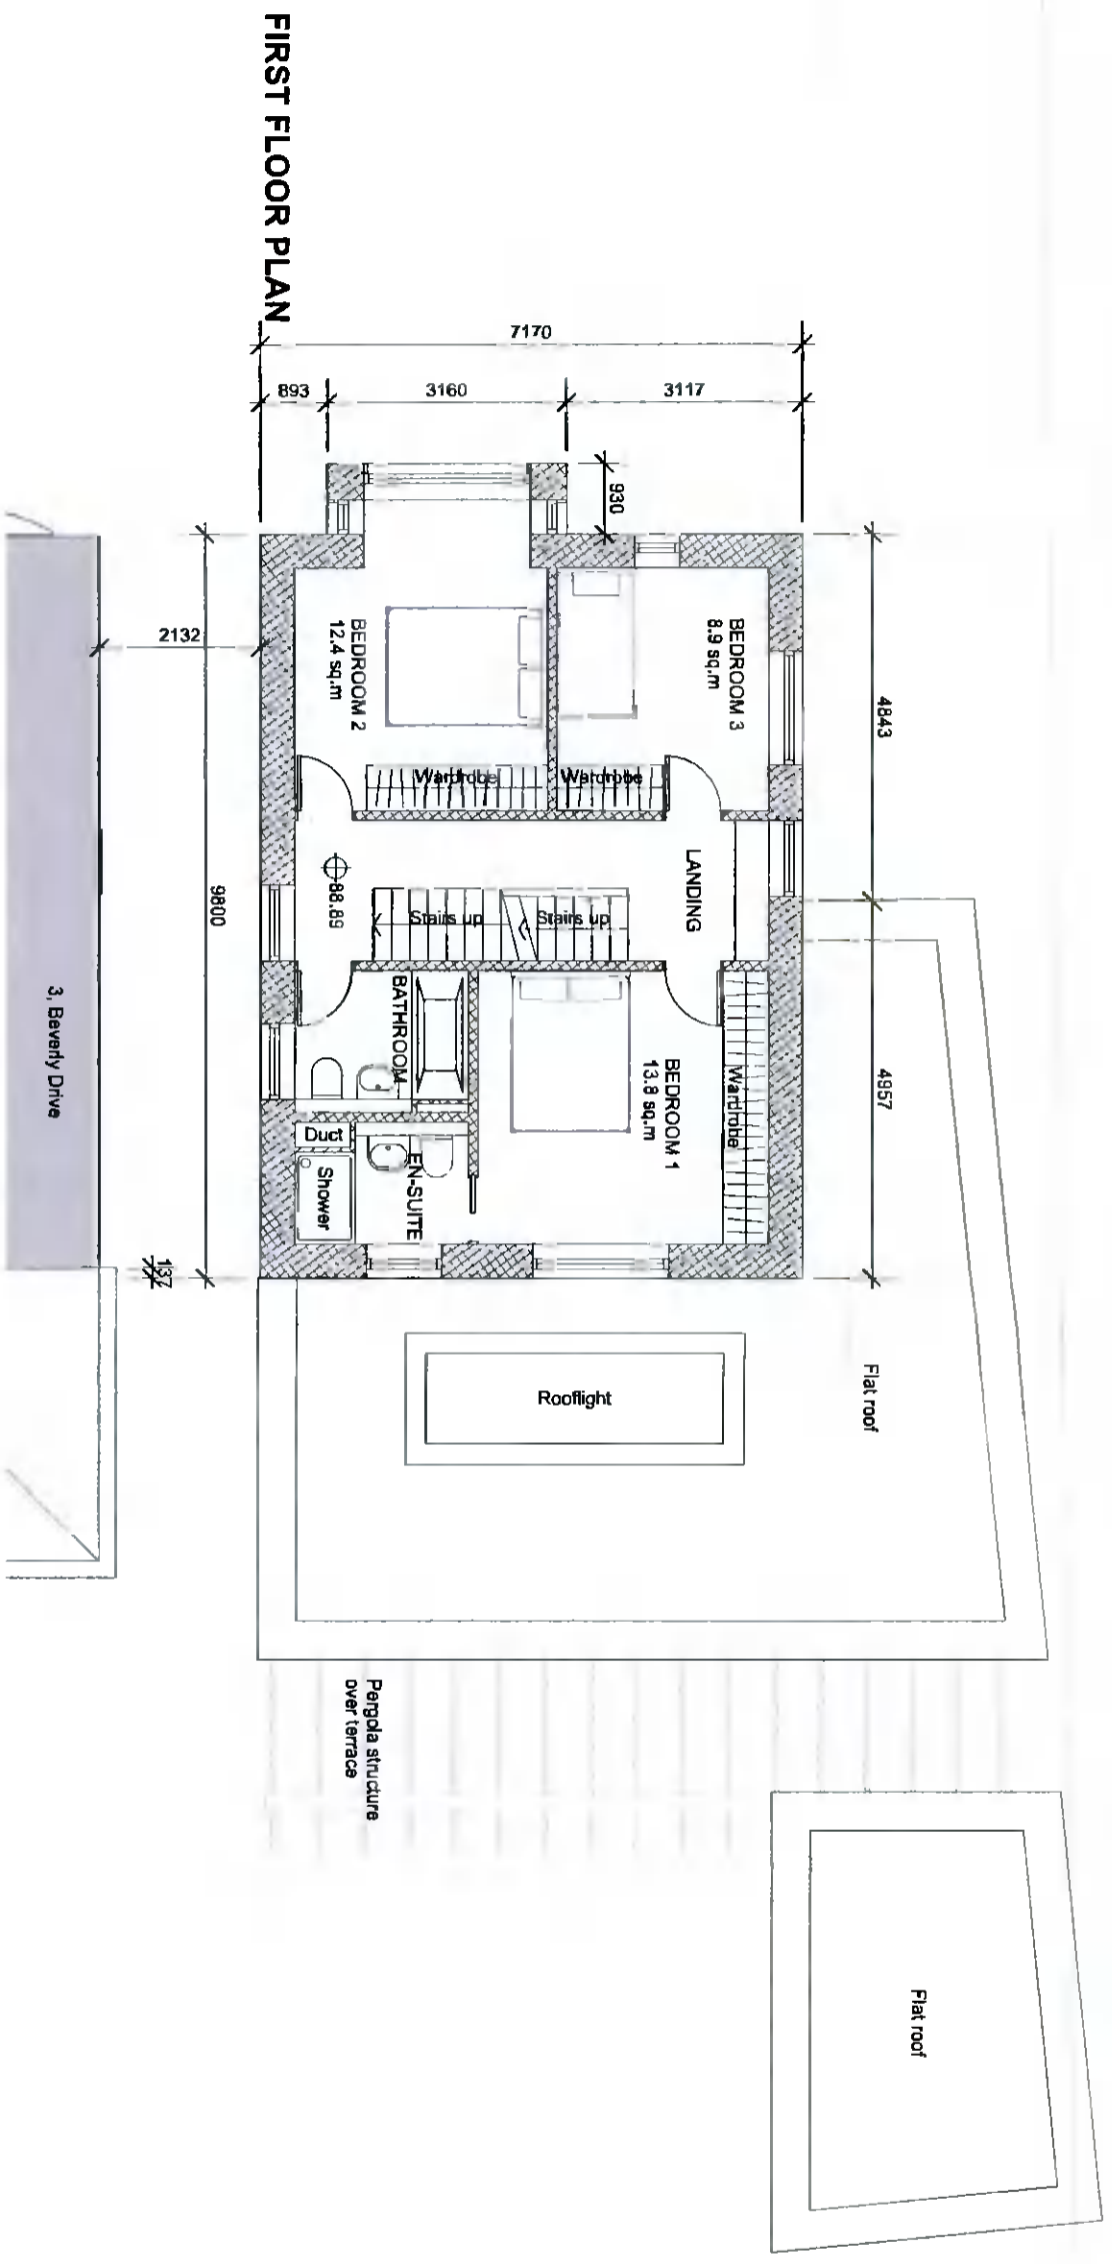 FIRST FLOOR PLAN
7170
893
3160
3117
930
2132
9800
4843
4957
137
BEDROOM 3
8.9 sq.m
BEDROOM 2
12.4 sq.m
Wardrobe
Wardrobe
LANDING
88.89
Stairs up
Stairs up
BATHROOM
BEDROOM 1
13.8 sq.m
Wardrobe
Duct
EN-SUITE
Shower
3, Beverly Drive
Rooflight
Flat roof
Pergola structure
over terrace
Flat roof